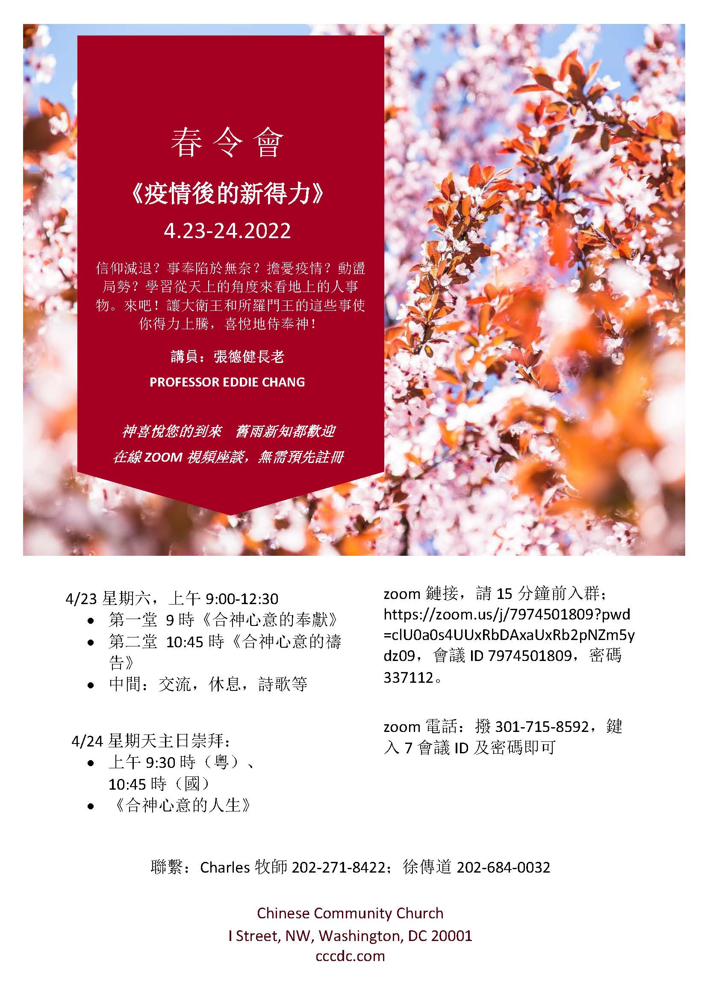 春令會
《疫情後的新得力》
4.23-24.2022
信仰減退？事奉陷於無奈？擔憂疫情？動盪
局勢？學習從天上的角度來看地上的人事
物。來吧！讓大衛王和所羅門王的這些事使
你得力上騰，喜悅地侍奉神！
講員：張德健長老
PROFESSOR EDDIE CHANG
神喜悅您的到來　舊雨新知都歡迎
在線 ZOOM 視頻座談，無需預先註冊
4/23 星期六，上午 9:00-12:30
• 第一堂 9 時《合神心意的奉獻》
• 第二堂 10:45 時《合神心意的禱
告》
• 中間：交流，休息，詩歌等
4/24 星期天主日崇拜：
• 上午 9:30 時（粵）、
10:45 時（國）
• 《合神心意的人生》
zoom 鏈接，請 15 分鐘前入群；
https://zoom.us/j/7974501809?pwd
=clU0a0s4UUxRbDAxaUxRb2pNZm5y
dz09，會議 ID 7974501809，密碼
337112。
zoom 電話：撥 301-715-8592，鍵
入 7 會議 ID 及密碼即可
聯繫：Charles 牧師 202-271-8422；徐傳道 202-684-0032
Chinese Community Church
I Street, NW, Washington, DC 20001
cccdc.com